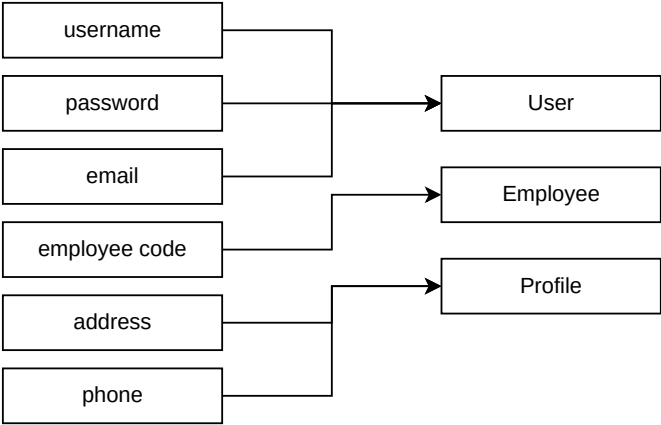 username
password
email
employee code
address
phone
User
Employee
Profile